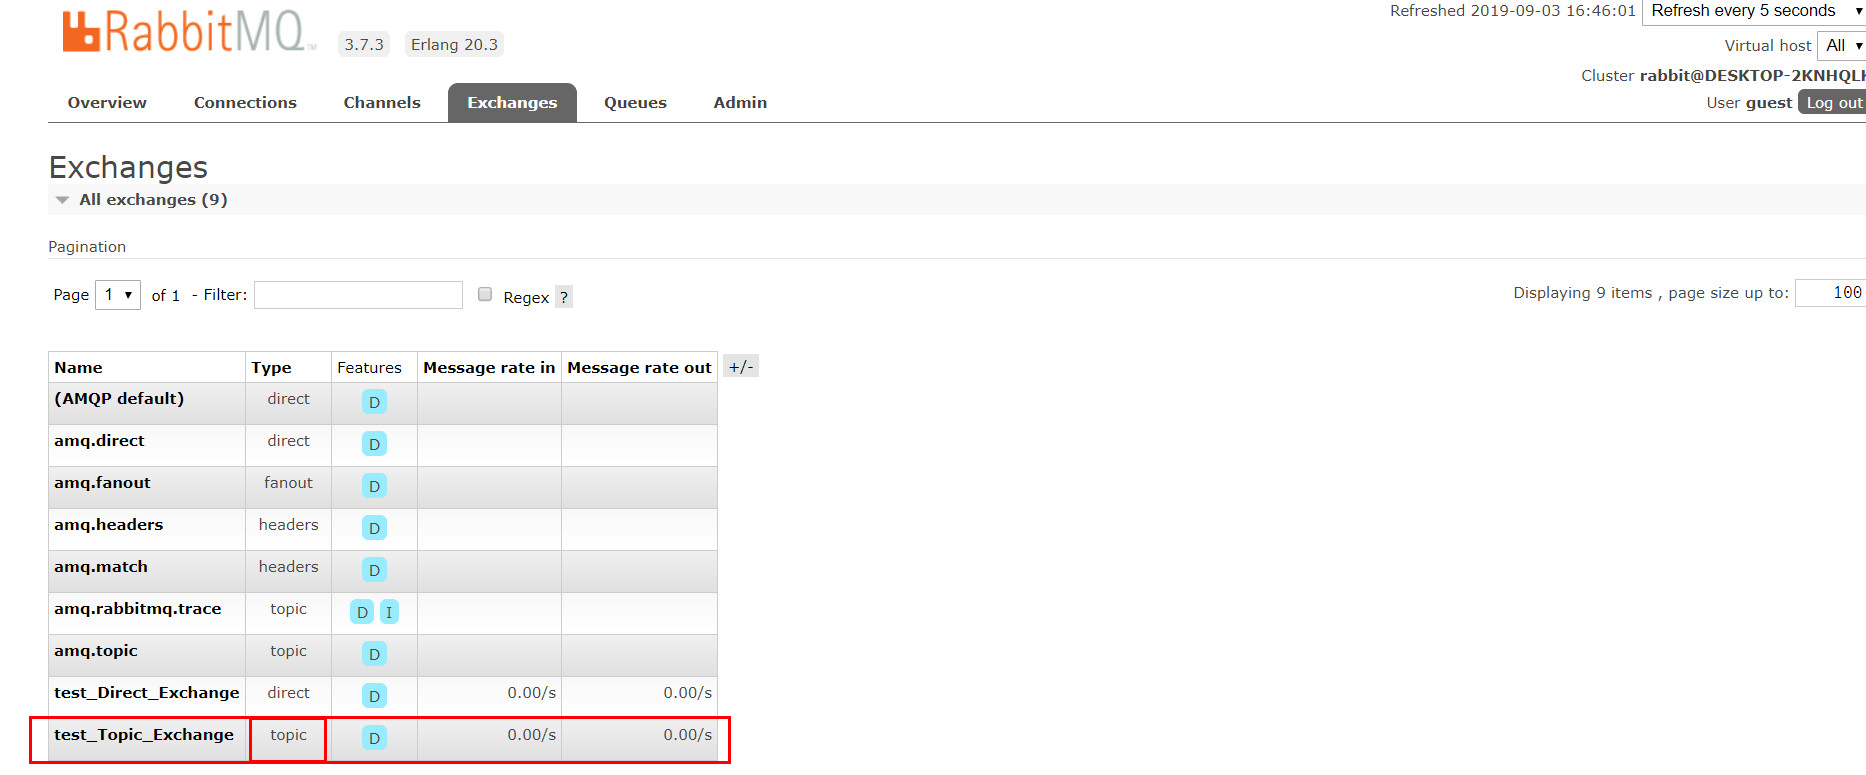 Refreshed 2019-09-03 16:46:01 Refresh every 5 seconds
RabbitMQ TM 3.7.3 Erlang 20.3
Virtual host All
Cluster rabbit@DESKTOP-2KNHQL
User guest Log out
Overview Connections Channels Exchanges Queues Admin
Exchanges
All exchanges (9)
Pagination
Page 1 of 1 - Filter: Regex ?
Displaying 9 items , page size up to: 100
Name Type Features Message rate in Message rate out +/-
(AMQP default) direct D
amq.direct direct D
amq.fanout fanout D
amq.headers headers D
amq.match headers D
amq.rabbitmq.trace topic D I
amq.topic topic D
test_Direct_Exchange direct D 0.00/s 0.00/s
test_Topic_Exchange topic D 0.00/s 0.00/s